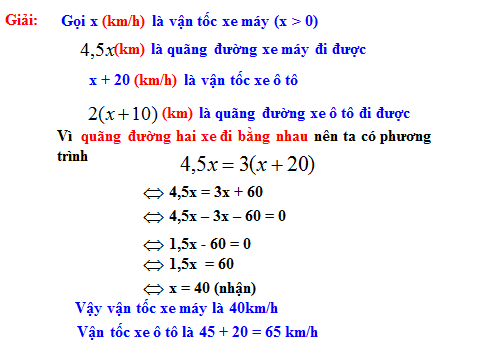 Giải: Gọi x (km/h) là vận tốc xe máy (x > 0)
4,5x(km) là quãng đường xe máy đi được
x + 20 (km/h) là vận tốc xe ô tô
2(x+10) (km) là quãng đường xe ô tô đi được
Vì quãng đường hai xe đi bằng nhau nên ta có phương
trình
4,5x = 3(x + 20)
⇔ 4,5x = 3x + 60
⇔ 4,5x – 3x – 60 = 0
⇔ 1,5x - 60 = 0
⇔ 1,5x = 60
⇔ x = 40 (nhận)
Vậy vận tốc xe máy là 40km/h
Vận tốc xe ô tô là 45 + 20 = 65 km/h